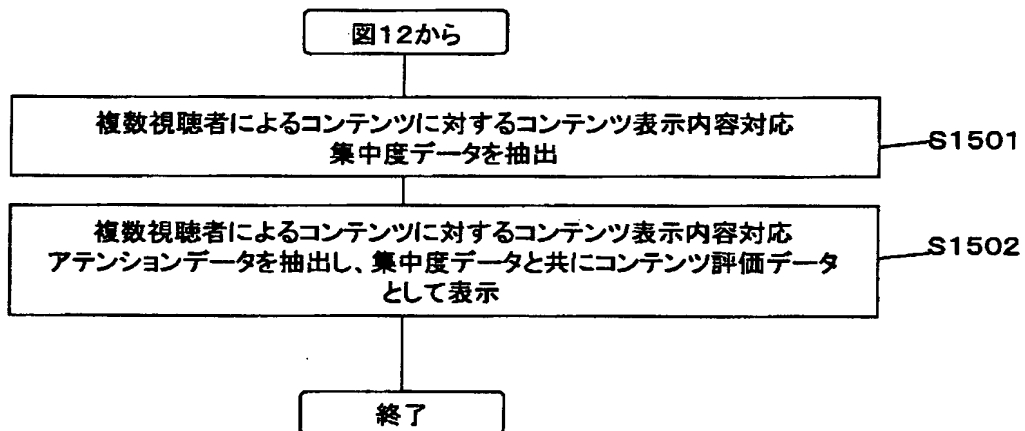 図12から
複数視聴者によるコンテンツに対するコンテンツ表示内容対応
集中度データを抽出
S1501
複数視聴者によるコンテンツに対するコンテンツ表示内容対応
アテンションデータを抽出し、集中度データと共にコンテンツ評価データ
として表示
S1502
終了